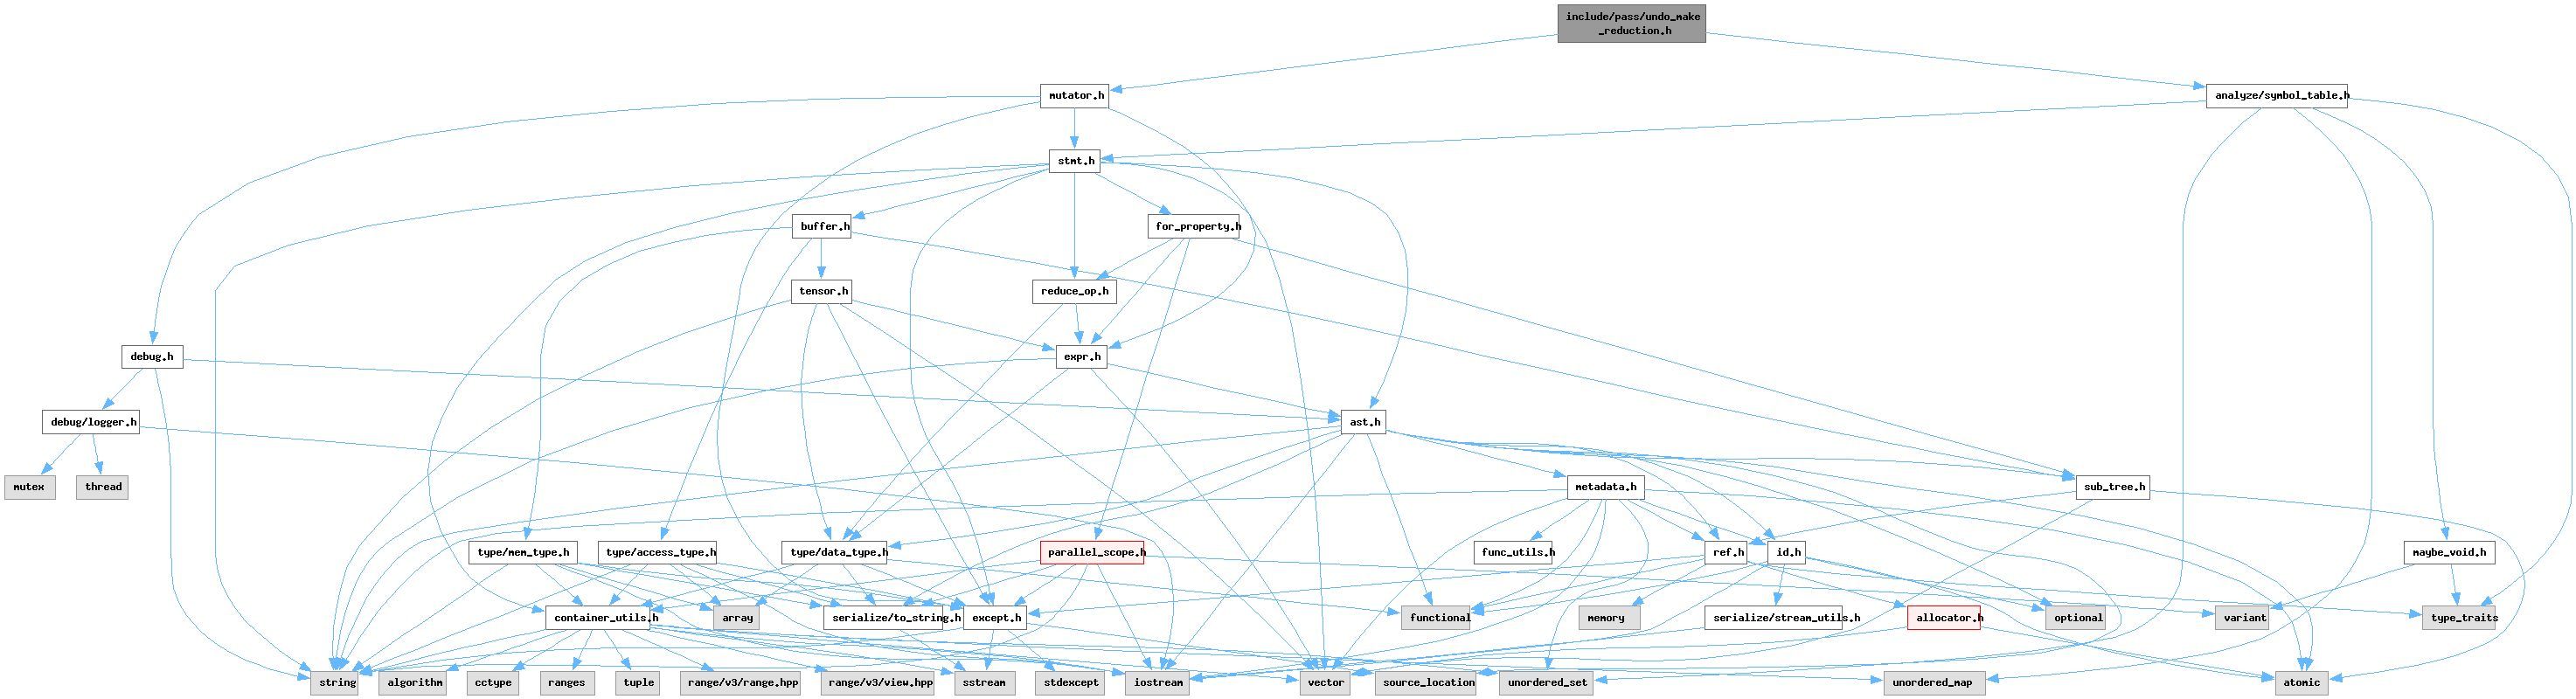 include/pass/undo_make
_reduction.h
mutator.h
analyze/symbol_table.h
stmt.h
buffer.h
for_property.h
tensor.h
reduce_op.h
debug.h
expr.h
debug/logger.h
ast.h
mutex
thread
metadata.h
sub_tree.h
type/mem_type.h
type/access_type.h
type/data_type.h
parallel_scope.h
func_utils.h
ref.h
id.h
maybe_void.h
container_utils.h
array
serialize/to_string.h
except.h
functional
memory
serialize/stream_utils.h
allocator.h
optional
variant
type_traits
string
algorithm
cctype
ranges
tuple
range/v3/range.hpp
range/v3/view.hpp
sstream
stdexcept
iostream
vector
source_location
unordered_set
unordered_map
atomic